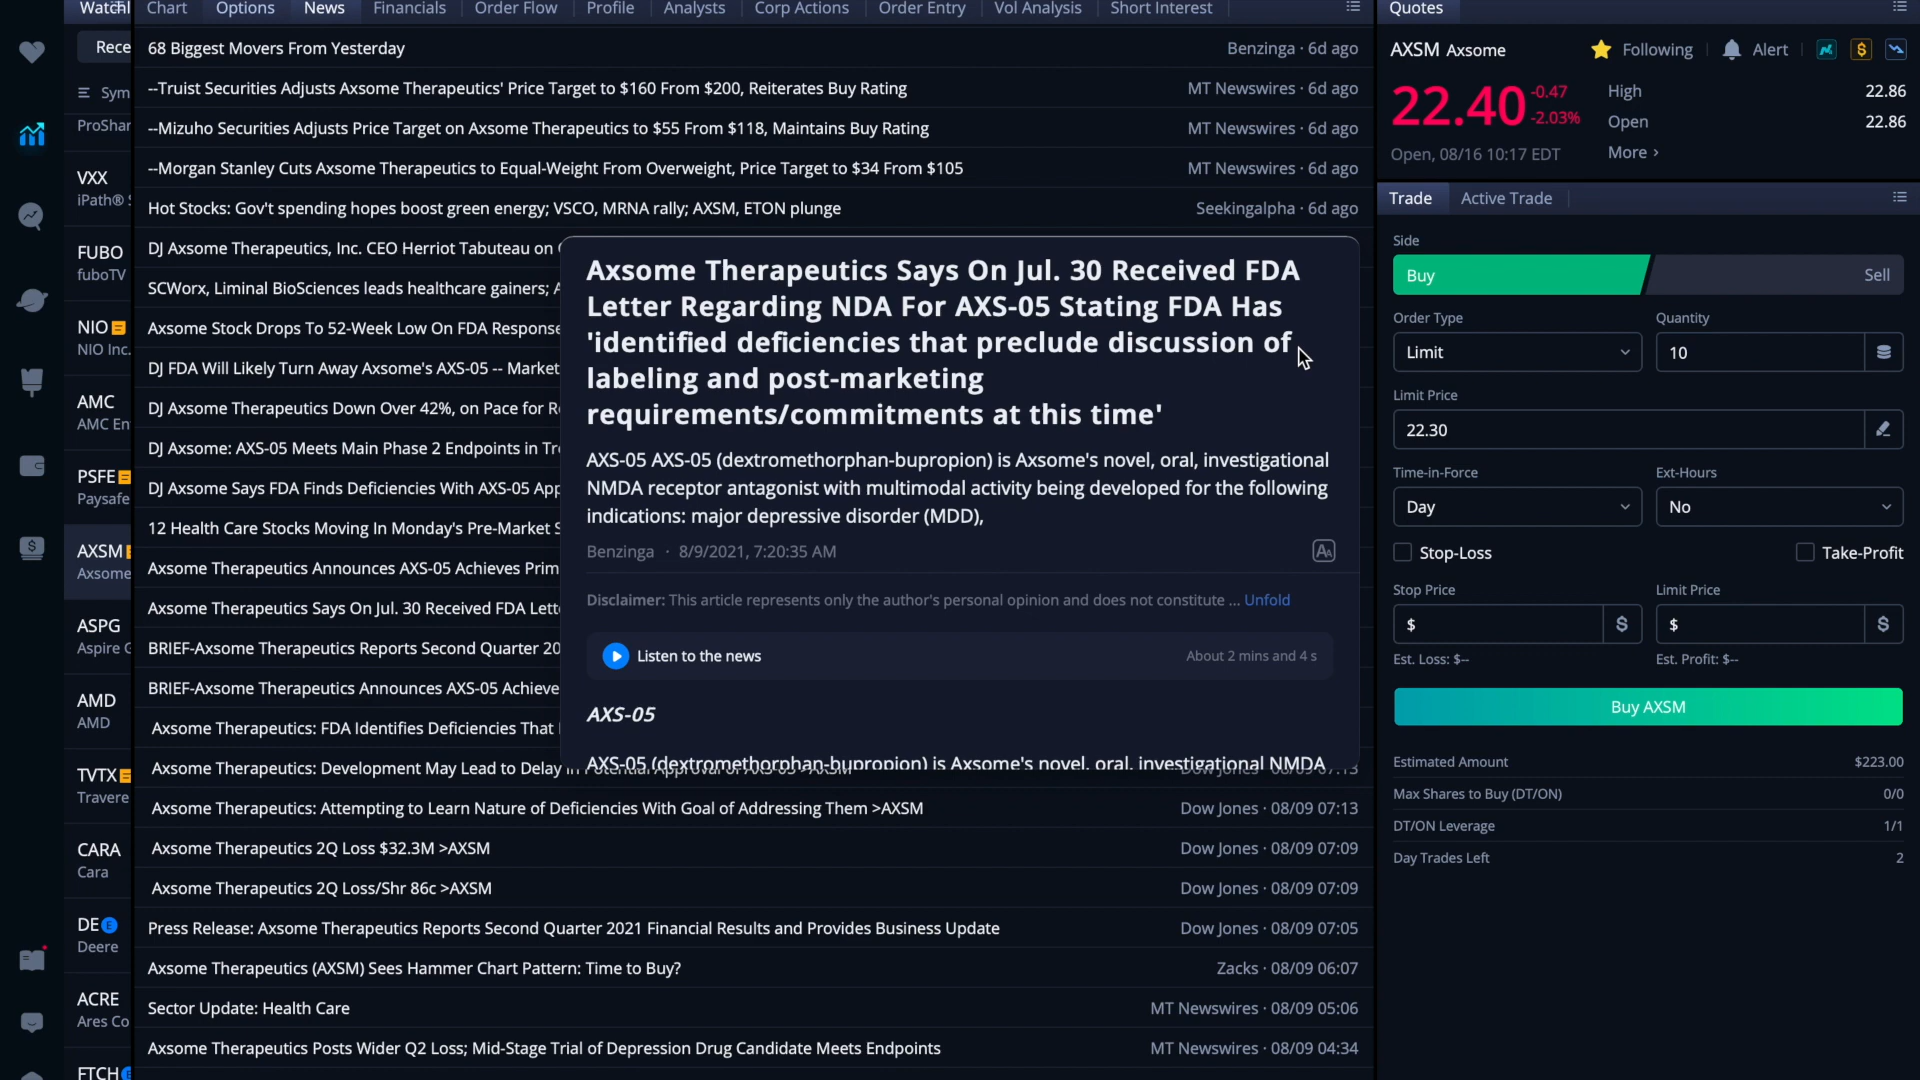 Watchl
Chart
Options
News
Financials
Order Flow
Profile
Analysts
Corp Actions
Order Entry
Vol Analysis
Short Interest
Rece
Sym
ProShar
VXX
iPath® S
FUBO
fuboTV
NIO
NIO Inc.
AMC
AMC En
PSFE
Paysafe
AXSM
Axsome
ASPG
Aspire G
AMD
AMD
TVTX
Travere
CARA
Cara
DE E
Deere
ACRE
Ares Co
FTCH
68 Biggest Movers From Yesterday Benzinga · 6d ago
--Truist Securities Adjusts Axsome Therapeutics' Price Target to $160 From $200, Reiterates Buy Rating MT Newswires · 6d ago
--Mizuho Securities Adjusts Price Target on Axsome Therapeutics to $55 From $118, Maintains Buy Rating MT Newswires · 6d ago
--Morgan Stanley Cuts Axsome Therapeutics to Equal-Weight From Overweight, Price Target to $34 From $105 MT Newswires · 6d ago
Hot Stocks: Gov't spending hopes boost green energy; VSCO, MRNA rally; AXSM, ETON plunge Seekingalpha · 6d ago
DJ Axsome Therapeutics, Inc. CEO Herriot Tabuteau on
SCWorx, Liminal BioSciences leads healthcare gainers;
Axsome Stock Drops To 52-Week Low On FDA Response
DJ FDA Will Likely Turn Away Axsome's AXS-05 -- Market
DJ Axsome Therapeutics Down Over 42%, on Pace for R
DJ Axsome: AXS-05 Meets Main Phase 2 Endpoints in Tr
DJ Axsome Says FDA Finds Deficiencies With AXS-05 App
12 Health Care Stocks Moving In Monday's Pre-Market S
Axsome Therapeutics Announces AXS-05 Achieves Prim
Axsome Therapeutics Says On Jul. 30 Received FDA Lett
BRIEF-Axsome Therapeutics Reports Second Quarter 20
BRIEF-Axsome Therapeutics Announces AXS-05 Achieve
Axsome Therapeutics: FDA Identifies Deficiencies That
Axsome Therapeutics: Development May Lead to Delay in Potential Approval of AXS-05 >AXSM Dow Jones · 08/09 07:13
Axsome Therapeutics: Attempting to Learn Nature of Deficiencies With Goal of Addressing Them >AXSM Dow Jones · 08/09 07:13
Axsome Therapeutics 2Q Loss $32.3M >AXSM Dow Jones · 08/09 07:09
Axsome Therapeutics 2Q Loss/Shr 86c >AXSM Dow Jones · 08/09 07:09
Press Release: Axsome Therapeutics Reports Second Quarter 2021 Financial Results and Provides Business Update Dow Jones · 08/09 07:05
Axsome Therapeutics (AXSM) Sees Hammer Chart Pattern: Time to Buy? Zacks · 08/09 06:07
Sector Update: Health Care MT Newswires · 08/09 05:06
Axsome Therapeutics Posts Wider Q2 Loss; Mid-Stage Trial of Depression Drug Candidate Meets Endpoints MT Newswires · 08/09 04:34
Axsome Therapeutics Says On Jul. 30 Received FDA
Letter Regarding NDA For AXS-05 Stating FDA Has
'identified deficiencies that preclude discussion of
labeling and post-marketing
requirements/commitments at this time'
AXS-05 AXS-05 (dextromethorphan-bupropion) is Axsome's novel, oral, investigational
NMDA receptor antagonist with multimodal activity being developed for the following
indications: major depressive disorder (MDD),
Benzinga · 8/9/2021, 7:20:35 AM
Disclaimer: This article represents only the author's personal opinion and does not constitute ... Unfold
Listen to the news About 2 mins and 4 s
AXS-05
AXS-05 (dextromethorphan-bupropion) is Axsome's novel, oral, investigational NMDA
Quotes
AXSM Axsome Following Alert
22.40 -0.47
-2.03%
Open, 08/16 10:17 EDT
High 22.86
Open 22.86
More >
Trade Active Trade
Side
Buy Sell
Order Type Quantity
Limit 10
Limit Price
22.30
Time-in-Force Ext-Hours
Day No
Stop-Loss Take-Profit
Stop Price Limit Price
$ $ $ $
Est. Loss: $-- Est. Profit: $--
Buy AXSM
Estimated Amount $223.00
Max Shares to Buy (DT/ON) 0/0
DT/ON Leverage 1/1
Day Trades Left 2